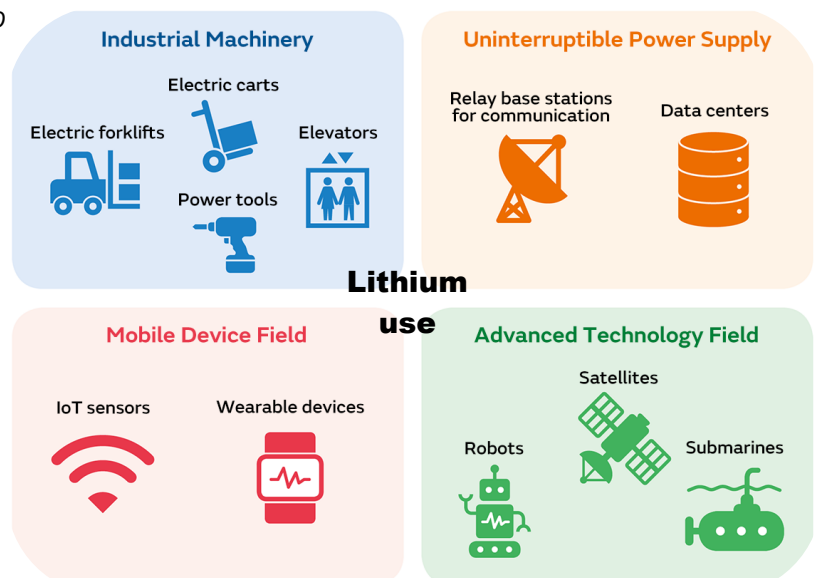 Industrial Machinery
Electric carts
Electric forklifts
Elevators
Power tools
Uninterruptible Power Supply
Relay base stations
for communication
Data centers
Lithium
use
Mobile Device Field
IoT sensors
Wearable devices
Advanced Technology Field
Satellites
Robots
Submarines